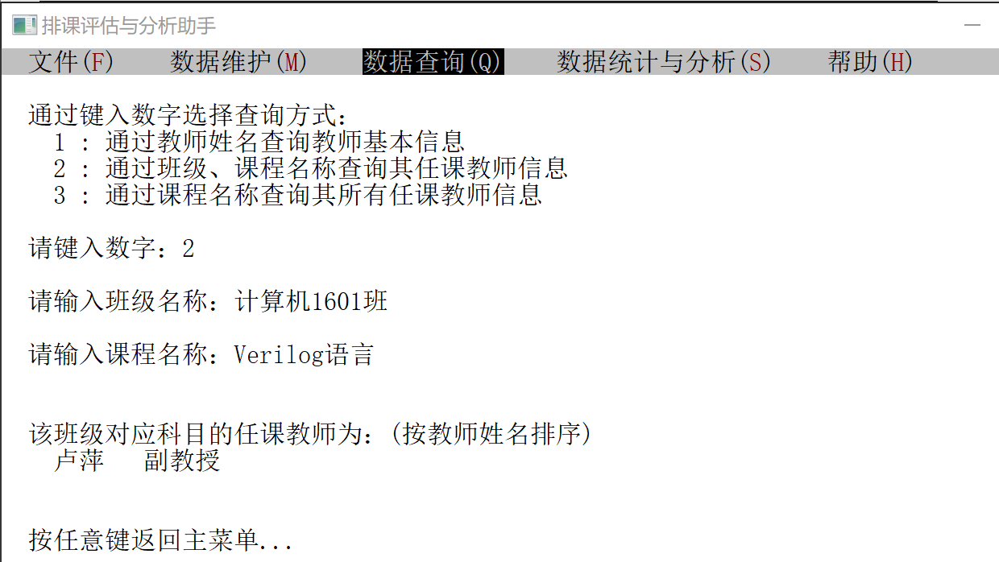 排课评估与分析助手
文件(F) 数据维护(M) 数据查询(Q) 数据统计与分析(S) 帮助(H)
通过键入数字选择查询方式：
1 : 通过教师姓名查询教师基本信息
2 : 通过班级、课程名称查询其任课教师信息
3 : 通过课程名称查询其所有任课教师信息
请键入数字：2
请输入班级名称：计算机1601班
请输入课程名称：Verilog语言
该班级对应科目的任课教师为：(按教师姓名排序)
卢萍 副教授
按任意键返回主菜单...